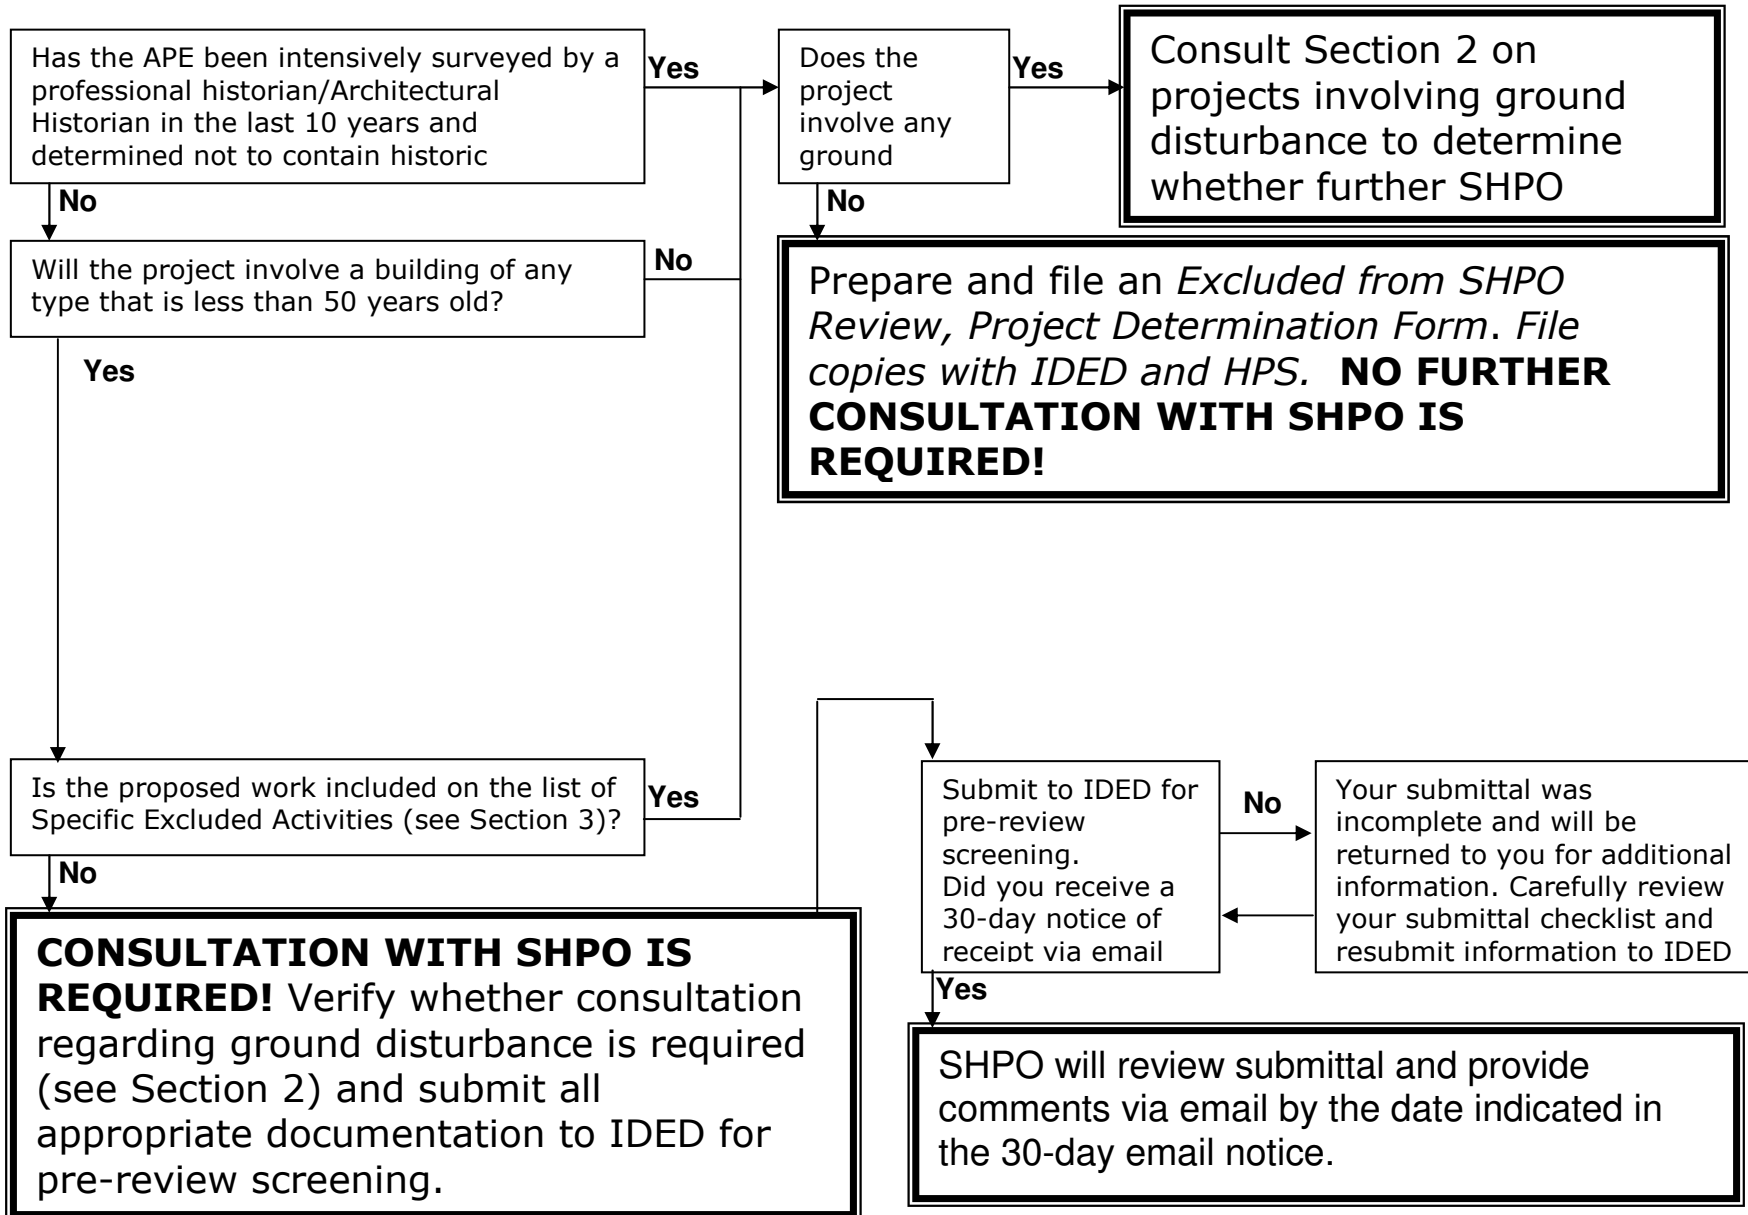 Has the APE been intensively surveyed by a
professional historian/Architectural
Historian in the last 10 years and
determined not to contain historic
Yes
Does the
project
involve any
ground
Yes
Consult Section 2 on
projects involving ground
disturbance to determine
whether further SHPO
No
No
Will the project involve a building of any
type that is less than 50 years old?
No
Prepare and file an Excluded from SHPO
Review, Project Determination Form. File
copies with IDED and HPS. NO FURTHER
CONSULTATION WITH SHPO IS
REQUIRED!
Yes
Is the proposed work included on the list of
Specific Excluded Activities (see Section 3)?
Yes
No
CONSULTATION WITH SHPO IS
REQUIRED! Verify whether consultation
regarding ground disturbance is required
(see Section 2) and submit all
appropriate documentation to IDED for
pre-review screening.
Submit to IDED for
pre-review
screening.
Did you receive a
30-day notice of
receipt via email
No
Your submittal was
incomplete and will be
returned to you for additional
information. Carefully review
your submittal checklist and
resubmit information to IDED
Yes
SHPO will review submittal and provide
comments via email by the date indicated in
the 30-day email notice.